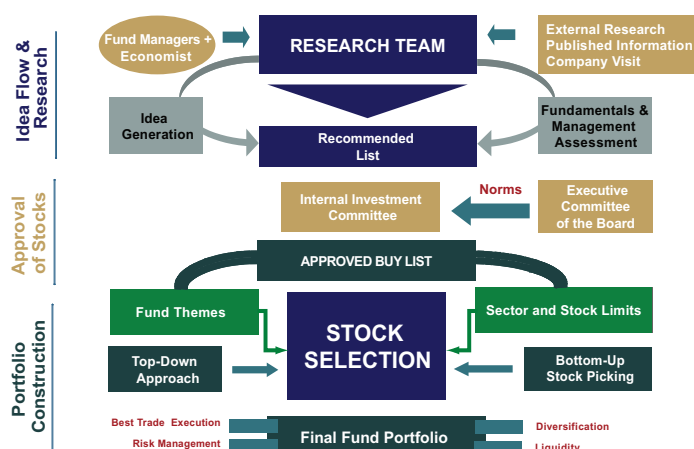 Idea Flow &
Research
Fund Managers +
Economist
RESEARCH TEAM
External Research
Published Information
Company Visit
Idea
Generation
Recommended
List
Fundamentals &
Management
Assessment
Approval
of Stocks
Internal Investment
Committee
Norms
Executive
Committee
of the Board
APPROVED BUY LIST
Portfolio
Construction
Fund Themes
STOCK
SELECTION
Sector and Stock Limits
Top-Down
Approach
Bottom-Up
Stock Picking
Best Trade Execution
Risk Management
Final Fund Portfolio
Diversification
Liquidity